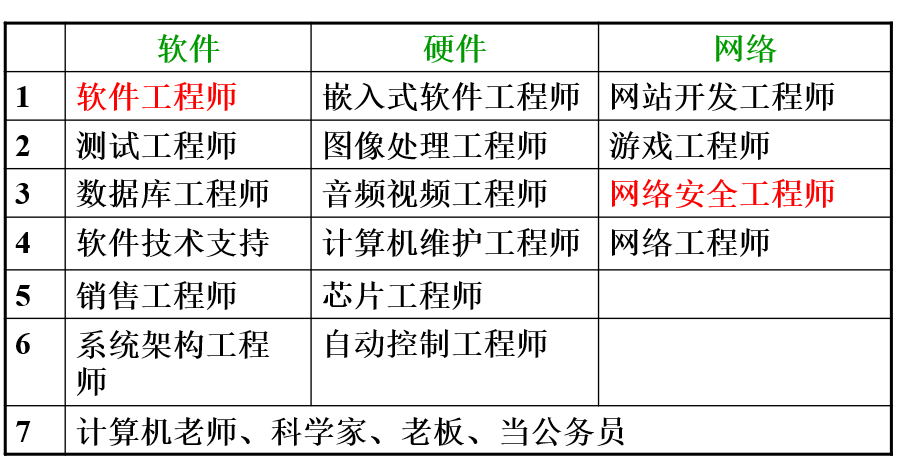 软件 硬件 网络
1 软件工程师 嵌入式软件工程师 网站开发工程师
2 测试工程师 图像处理工程师 游戏工程师
3 数据库工程师 音频视频工程师 网络安全工程师
4 软件技术支持 计算机维护工程师 网络工程师
5 销售工程师 芯片工程师
6 系统架构工程 自动控制工程师
师
7 计算机老师、科学家、老板、当公务员